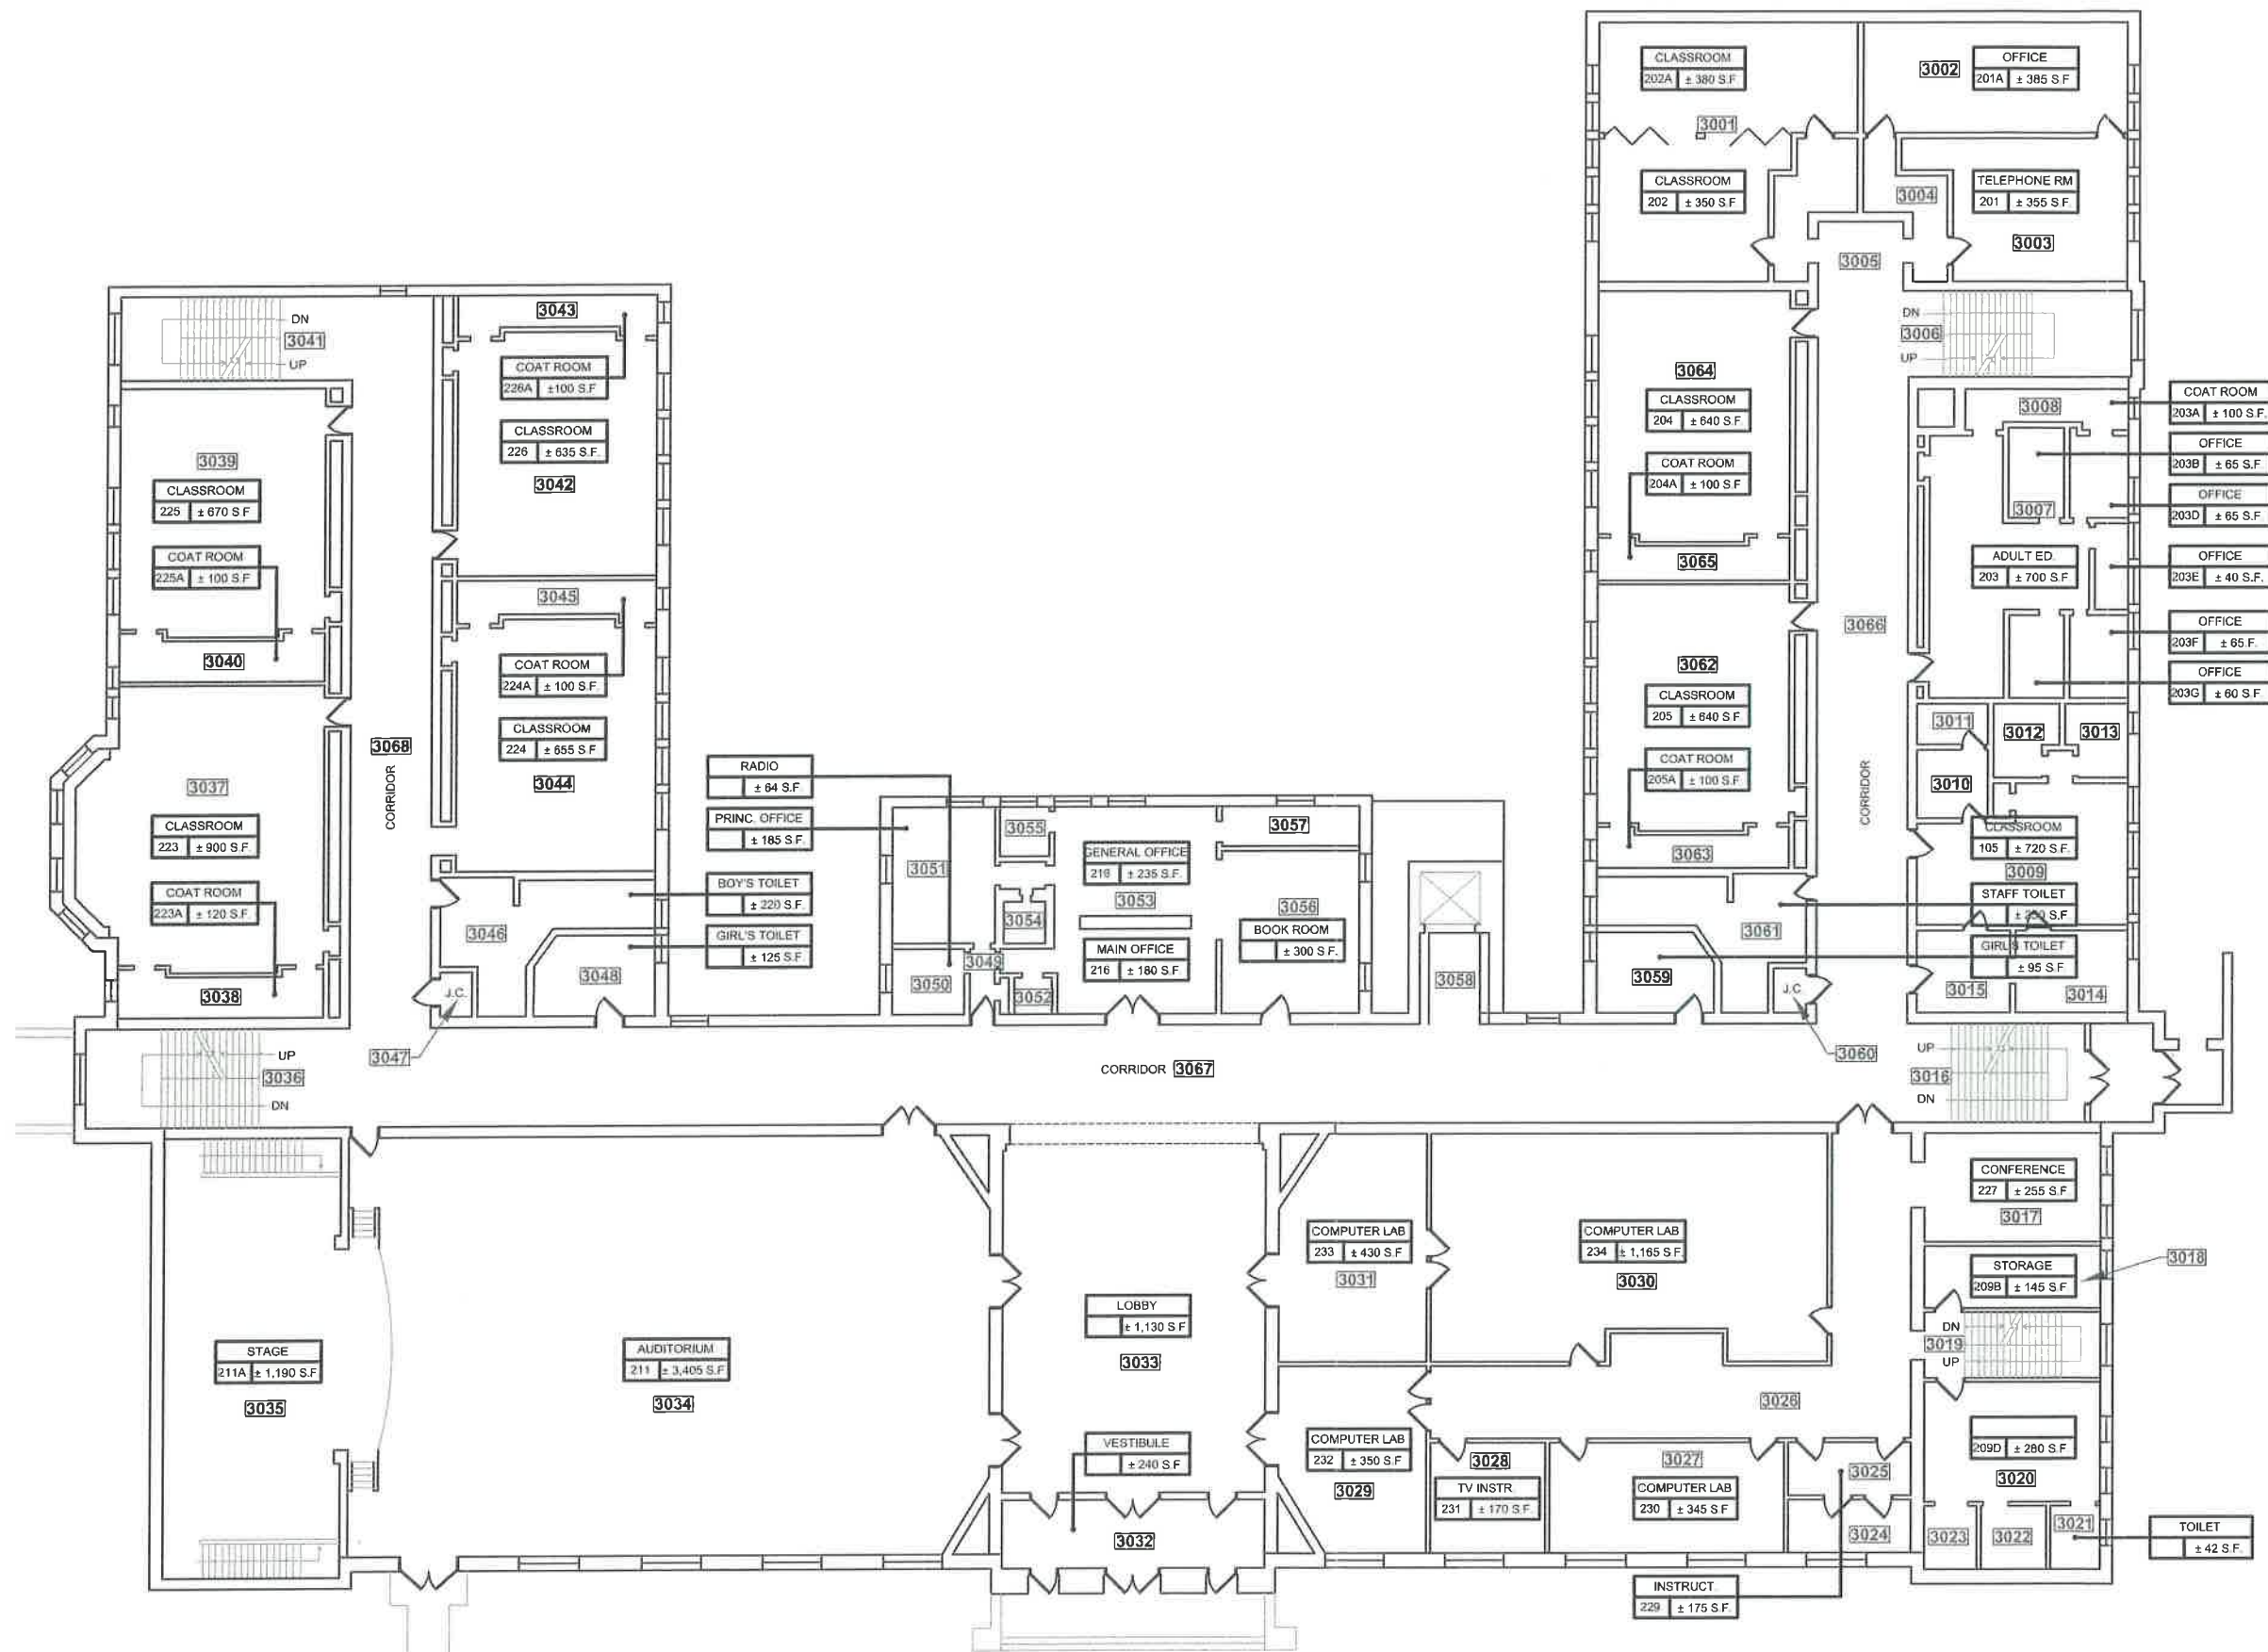 CLASSROOM
202A ± 380 S.F
3002
OFFICE
201A ± 385 S.F
3001
CLASSROOM
202 ± 350 S.F
3004
TELEPHONE RM
201 ± 355 S.F.
3003
3005
DN
3041
UP
3043
COAT ROOM
226A ±100 S.F
CLASSROOM
226 ± 635 S.F.
3042
3039
CLASSROOM
225 ± 670 S F
COAT ROOM
225A ± 100 S.F
3040
3045
COAT ROOM
224A ± 100 S.F.
CLASSROOM
224 ± 655 S F
3044
3068
CORRIDOR
3037
CLASSROOM
223 ± 900 S.F.
COAT ROOM
223A ± 120 S.F.
3038
DN
3006
UP
3064
CLASSROOM
204 ± 640 S.F.
COAT ROOM
204A ± 100 S.F.
3065
3008
COAT ROOM
203A ± 100 S.F.
OFFICE
203B ± 65 S.F
OFFICE
203D ± 65 S.F
3007
ADULT ED.
203 ± 700 S.F
OFFICE
203E ± 40 S.F.
OFFICE
203F ± 65 F.
OFFICE
203G ± 60 S.F.
3066
CORRIDOR
3062
CLASSROOM
205 ± 640 S.F
COAT ROOM
205A ± 100 S.F.
3063
3011
3012
3013
3010
CLASSROOM
105 ± 720 S.F.
3009
STAFF TOILET
± S.F
GIRL'S TOILET
± 95 S.F
3061
3059
J.C
3015
3014
3060
RADIO
± 64 S.F.
PRINC. OFFICE
± 185 S.F.
BOY'S TOILET
± 220 S.F.
GIRL'S TOILET
± 125 S.F.
3046
3048
J.C.
3047
3055
3057
3051
GENERAL OFFICE
± 235 S.F.
3053
3054
3056
BOOK ROOM
± 300 S.F.
MAIN OFFICE
216 ± 180 S.F.
3049
3050
3052
3058
UP
3036
DN
CORRIDOR 3067
UP
3016
DN
CONFERENCE
227 ± 255 S.F
3017
3018
STORAGE
209B ± 145 S.F
DN
3019
UP
209D ± 280 S.F
3020
3023
3022
3021
TOILET
± 42 S.F.
COMPUTER LAB
233 ± 430 S.F
3031
COMPUTER LAB
234 ± 1,165 S.F.
3030
LOBBY
± 1,130 S.F
3033
STAGE
211A ± 1,190 S.F
3035
AUDITORIUM
211 ± 3,405 S.F
3034
3026
VESTIBULE
± 240 S.F
3032
COMPUTER LAB
232 ± 350 S.F
3029
3028
TV INSTR.
231 ± 170 S.F.
3027
COMPUTER LAB
230 ± 345 S.F
3025
3024
INSTRUCT.
229 ± 175 S.F.